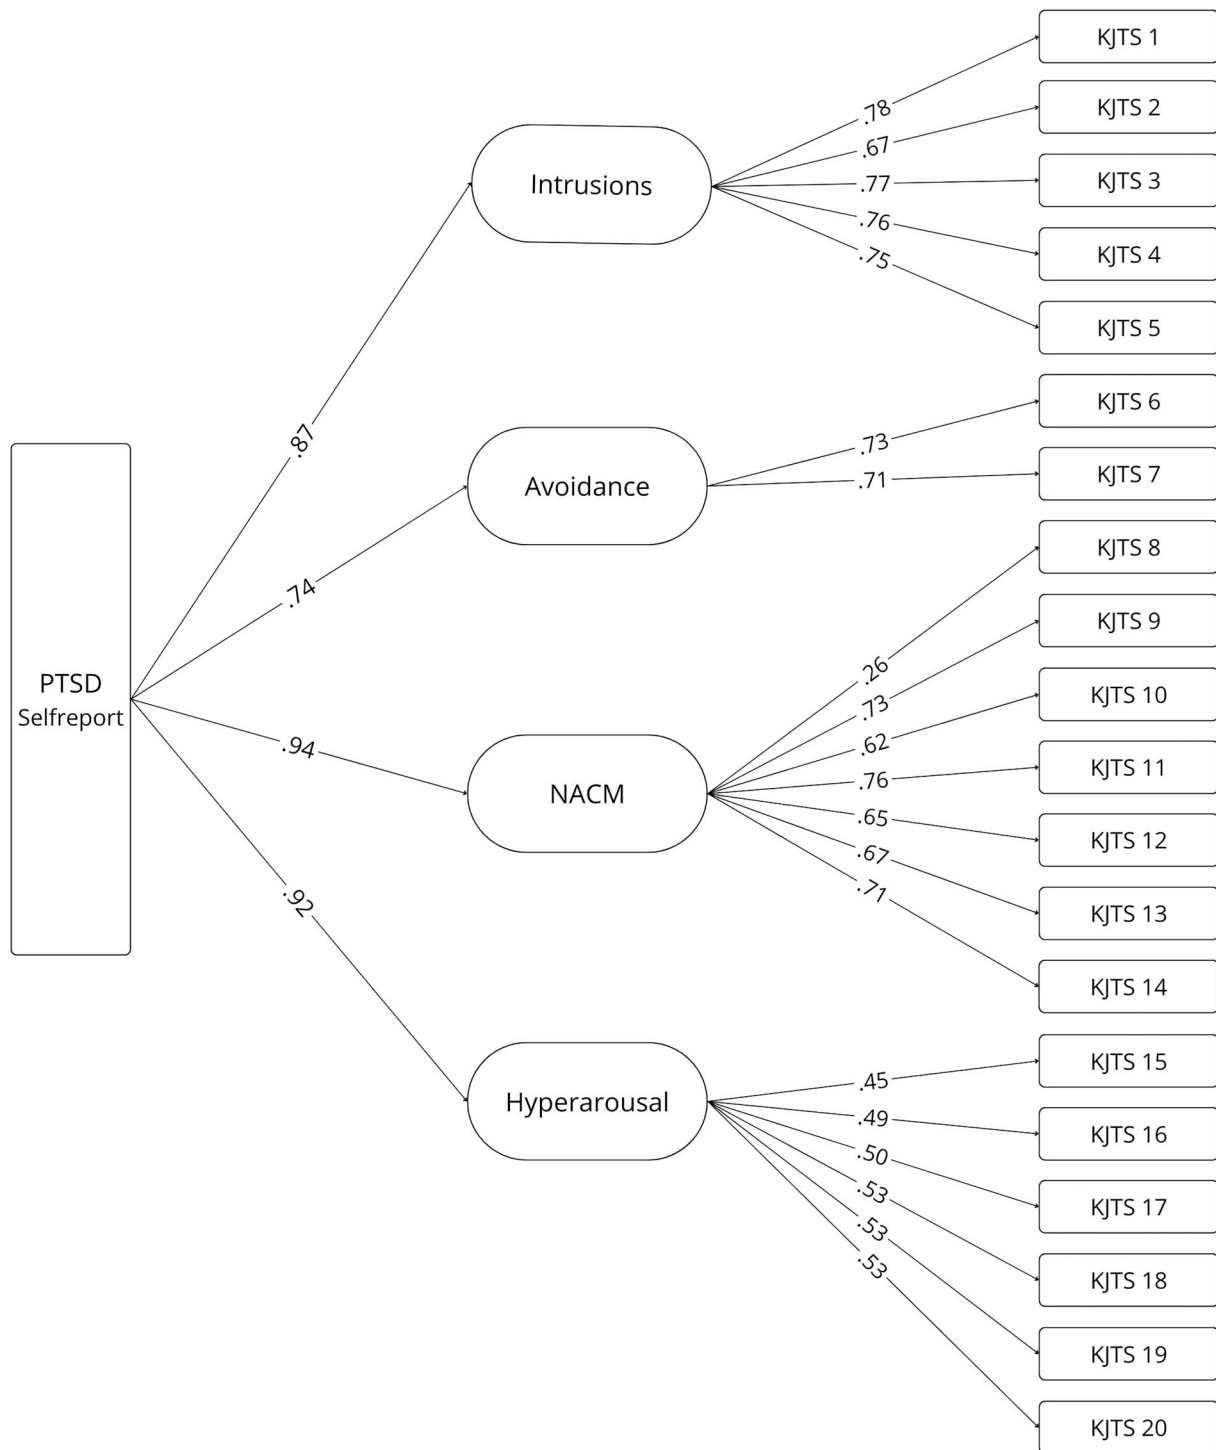 KJTS 1
.78
KJTS 2
.67
Intrusions
.77
KJTS 3
.76
KJTS 4
.75
KJTS 5
.87
KJTS 6
.73
Avoidance
.71
KJTS 7
.74
KJTS 8
.26
KJTS 9
.73
PTSD
Selfreport
.62
KJTS 10
.94
NACM
.76
KJTS 11
.65
KJTS 12
.67
KJTS 13
.71
KJTS 14
.92
.45
KJTS 15
Hyperarousal
.49
KJTS 16
.50
KJTS 17
.53
KJTS 18
.53
KJTS 19
.53
KJTS 20